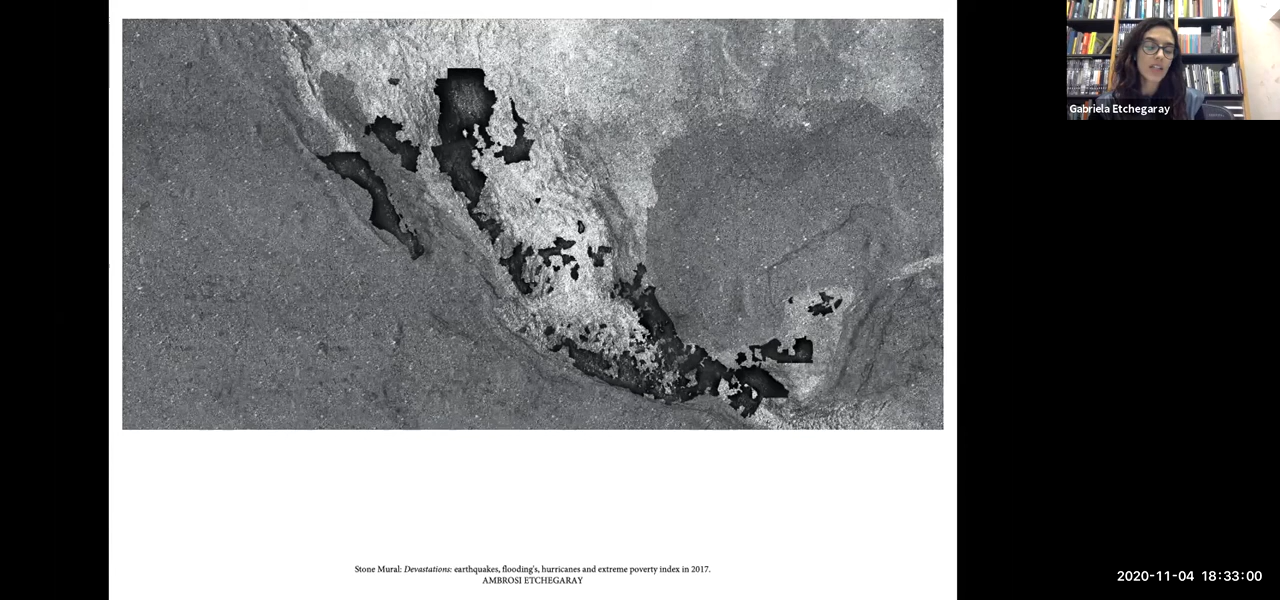 Gabriela Etchegaray
Stone Mural: Devastations: earthquakes, flooding's, hurricanes and extreme poverty index in 2017.
AMBROSI ETCHEGARAY
2020-11-04 18:33:00